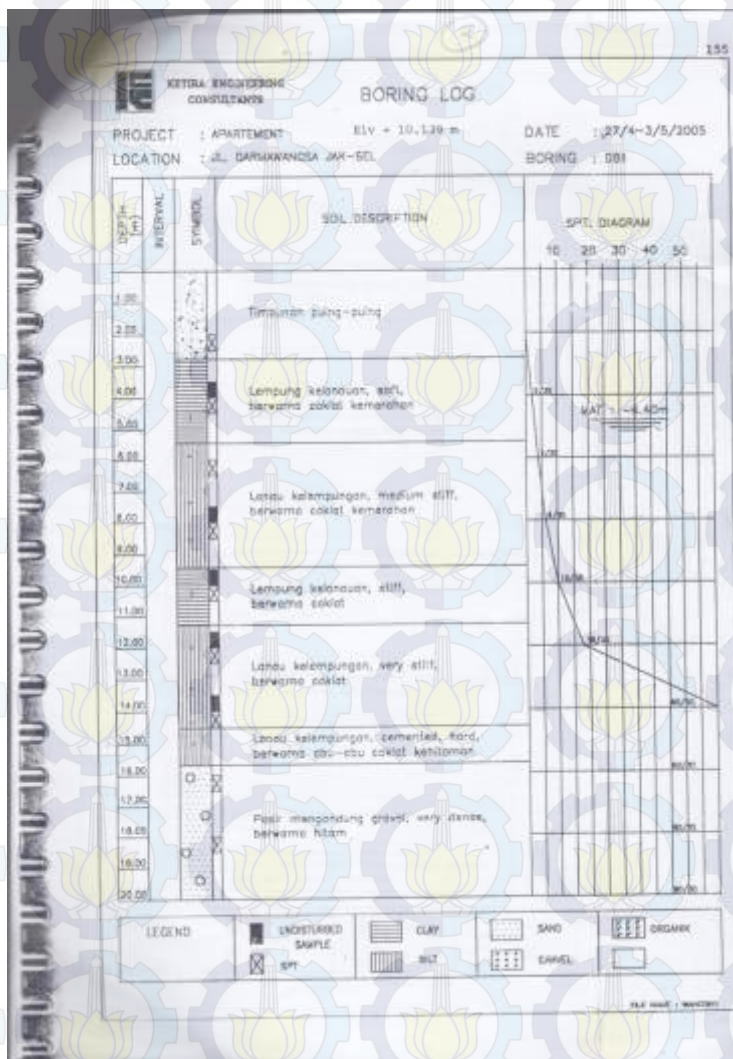 155
KETIRA ENGINEERING
CONSULTANTS
BORING LOG
PROJECT : APARTEMENT
Elv + 10,139 m
DATE : 27/4-3/5/2005
LOCATION : JL. DARMAWANGSA JAK-SEL
BORING :
DEPTH
(m)
INTERVAL
SYMBOL
SOIL DESCRIPTION
SPT. DIAGRAM
10 20 30 40 50
1.00
Timbunan puing-puing
2.00
3.00
4.00
Lempung kelanauan, soft,
berwarna coklat kemerahan
MAT
5.00
6.00
7.00
Lanau kelempungan, medium stiff,
berwarna coklat kemerahan
8.00
9.00
10.00
Lempung kelanauan, stiff,
berwarna coklat
11.00
12.00
Lanau kelempungan, very stiff,
berwarna coklat
13.00
14.00
15.00
Lanau kelempungan, cemented, hard,
berwarna abu-abu coklat kehitaman
16.00
17.00
Pasir mengandung gravel, very dense,
berwarna hitam
18.00
19.00
20.00
LEGEND
UNDISTURBED
SAMPLE
CLAY
SAND
ORGANIK
SPT
SILT
GRAVEL